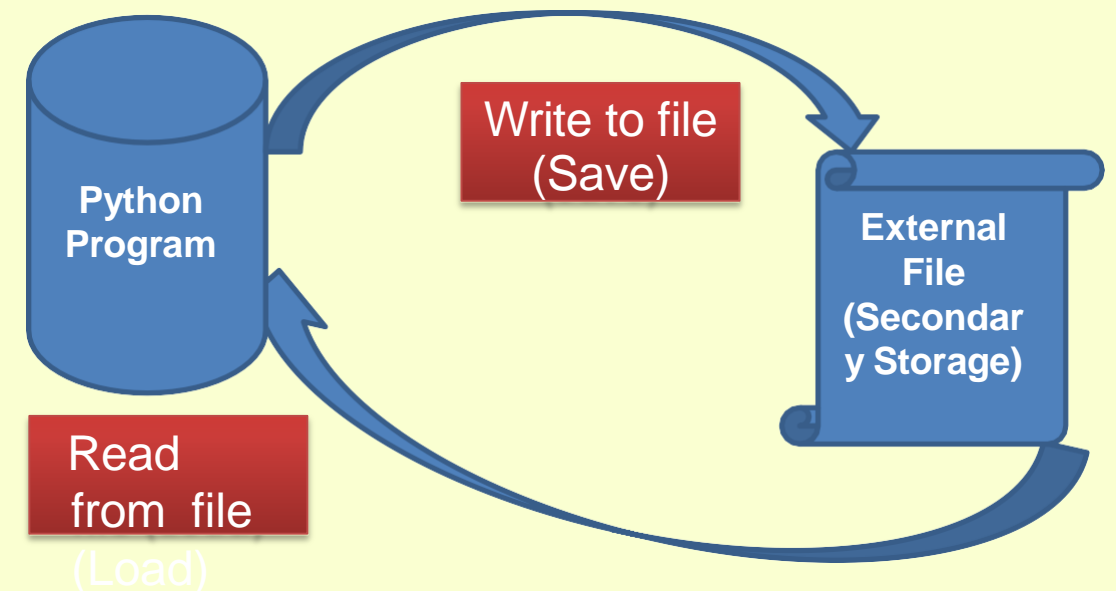 Write to file
(Save)
Python
Program
External
File
(Secondar
y Storage)
Read
from file
(Load)